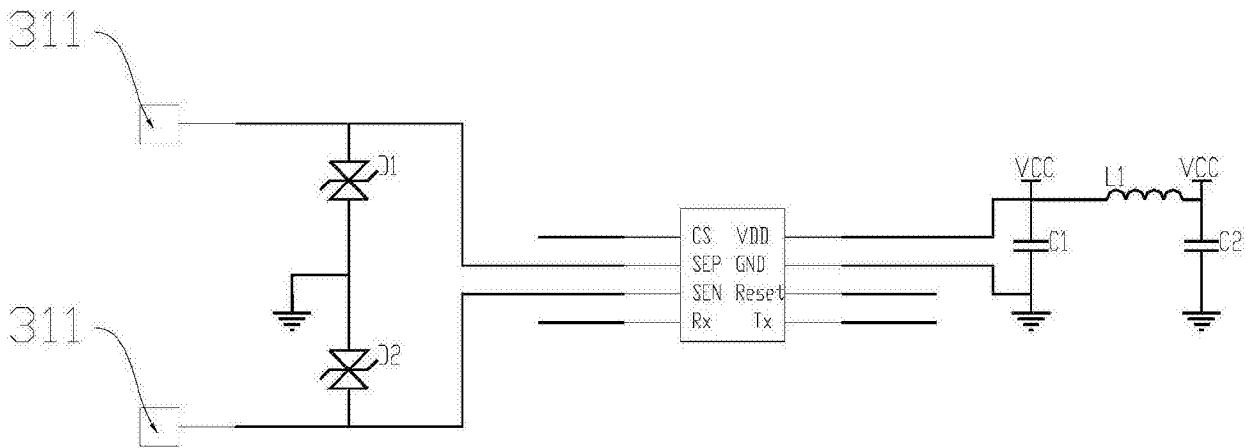 311
D1
VCC
L1
VCC
CS VDD
C1
C2
SEP GND
SEN Reset
311
Rx Tx
D2